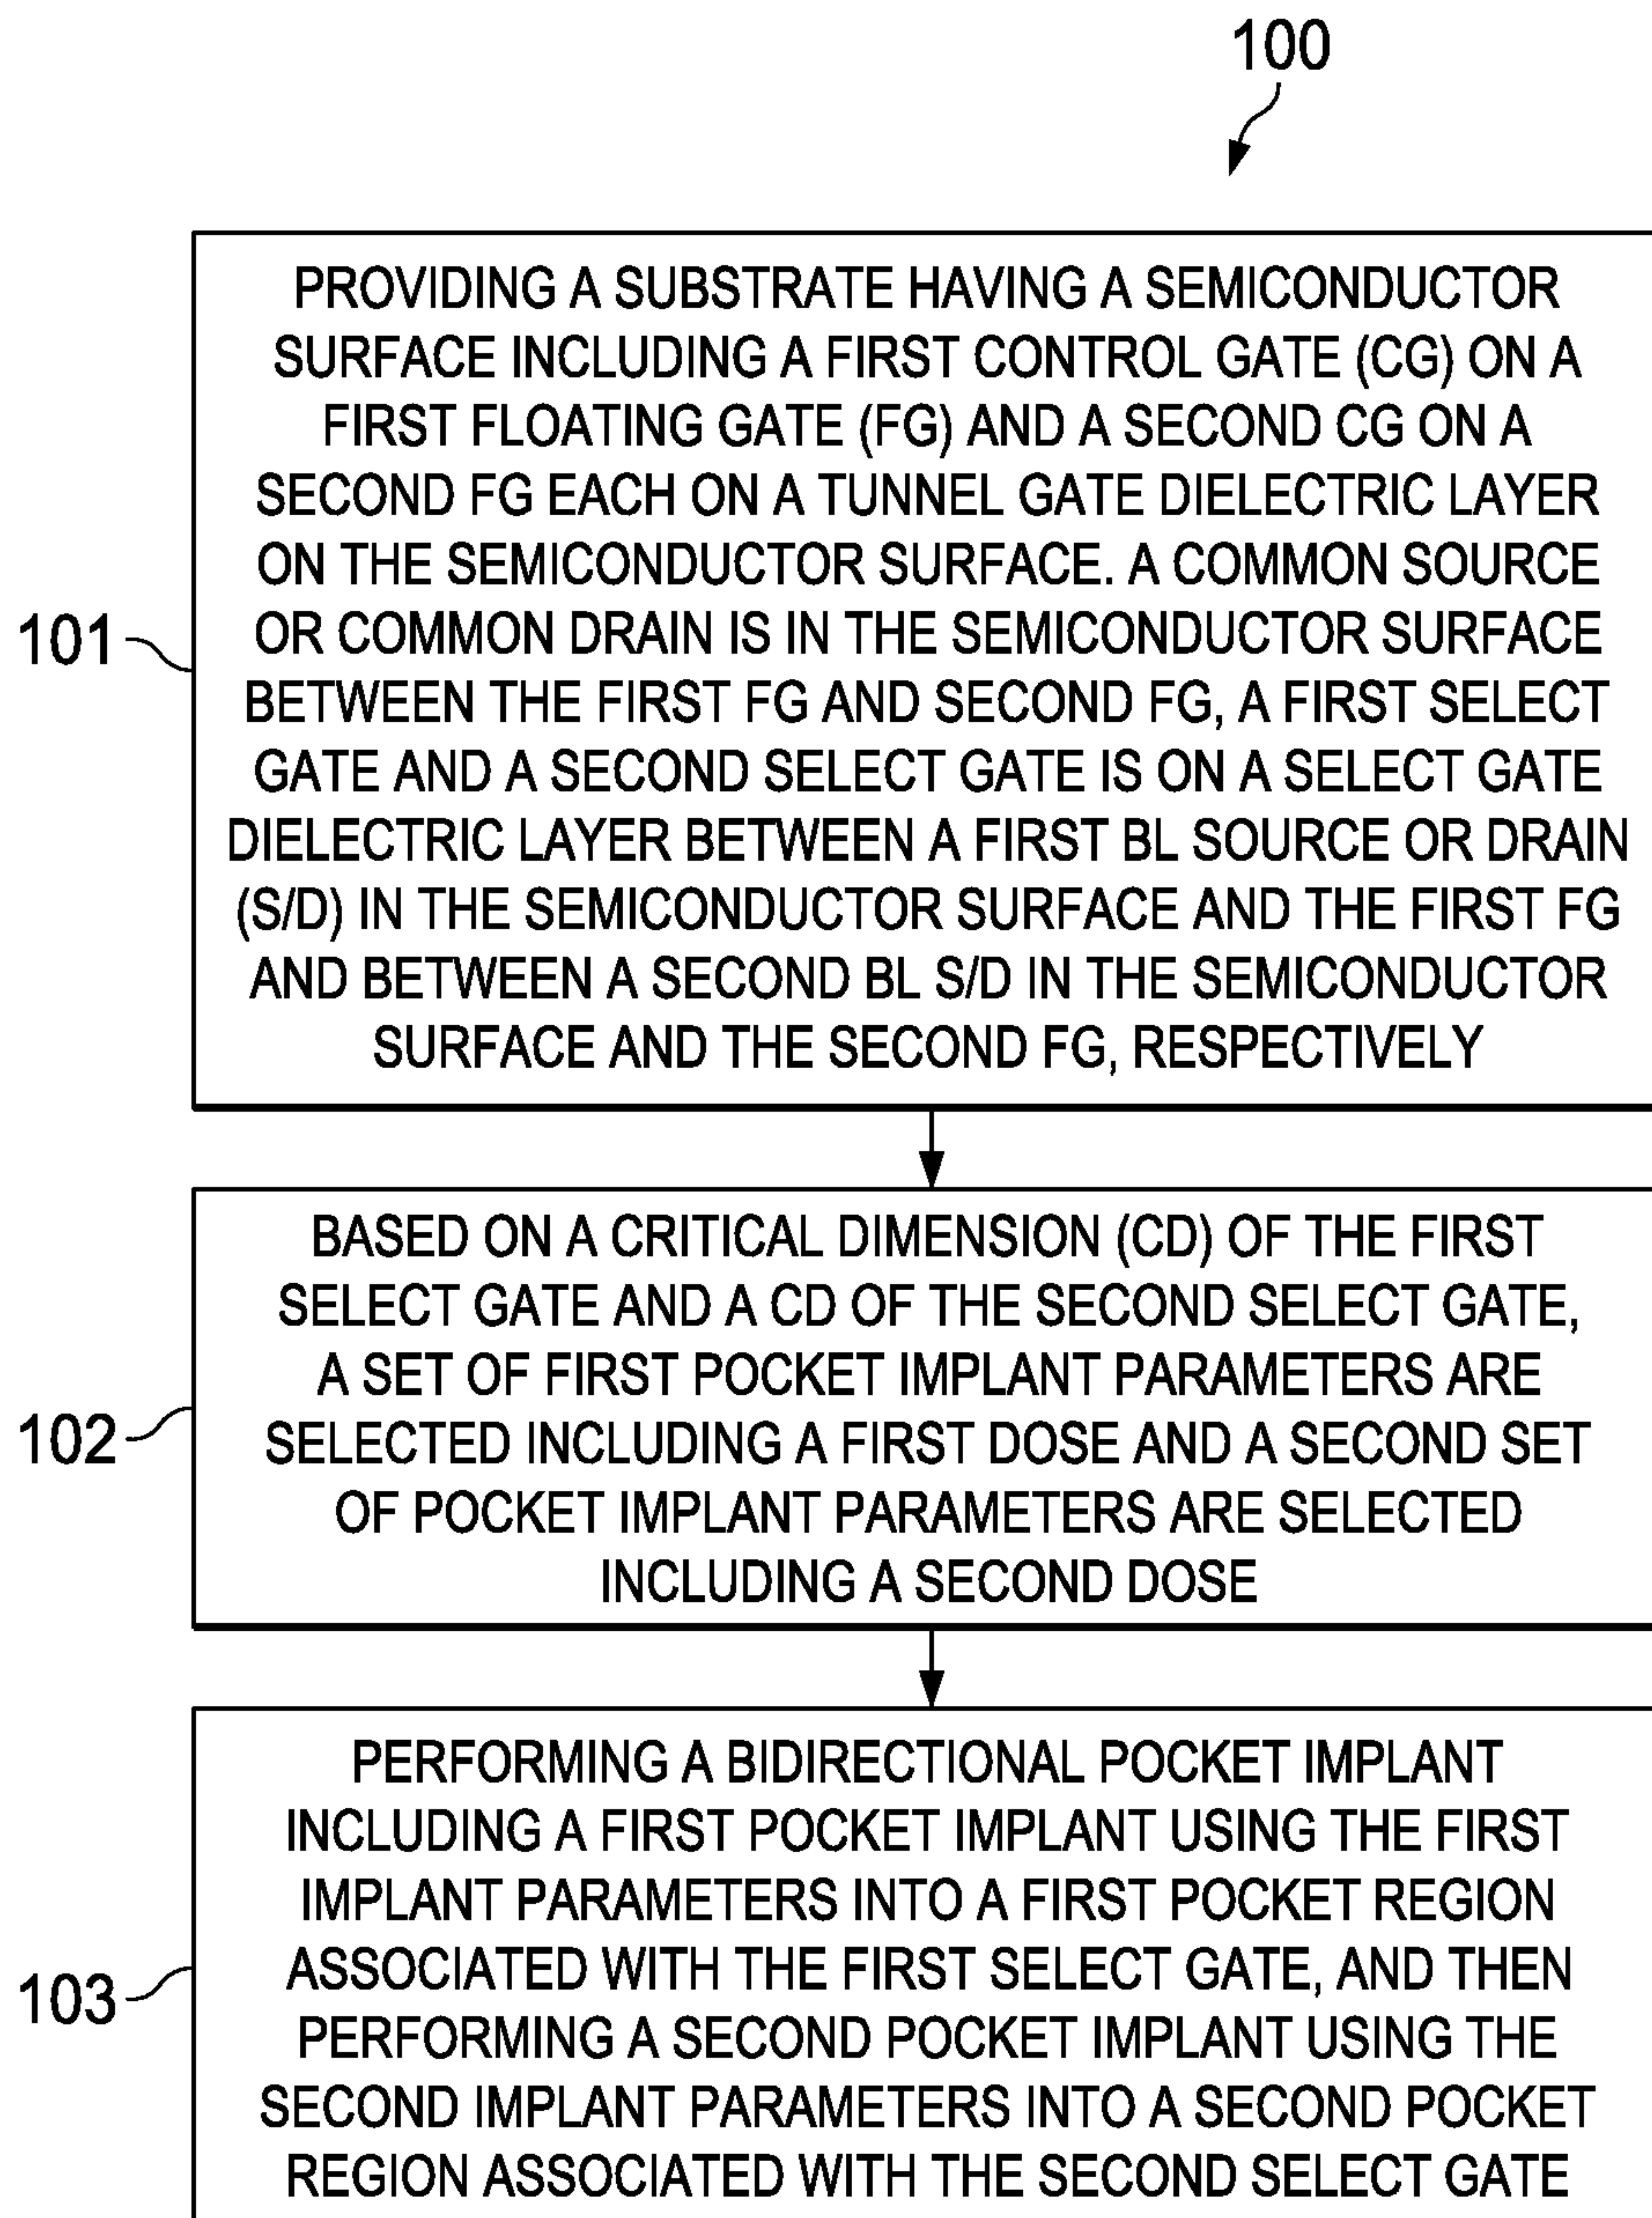 100
PROVIDING A SUBSTRATE HAVING A SEMICONDUCTOR
SURFACE INCLUDING A FIRST CONTROL GATE (CG) ON A
FIRST FLOATING GATE (FG) AND A SECOND CG ON A
SECOND FG EACH ON A TUNNEL GATE DIELECTRIC LAYER
ON THE SEMICONDUCTOR SURFACE. A COMMON SOURCE
OR COMMON DRAIN IS IN THE SEMICONDUCTOR SURFACE
BETWEEN THE FIRST FG AND SECOND FG, A FIRST SELECT
GATE AND A SECOND SELECT GATE IS ON A SELECT GATE
DIELECTRIC LAYER BETWEEN A FIRST BL SOURCE OR DRAIN
(S/D) IN THE SEMICONDUCTOR SURFACE AND THE FIRST FG
AND BETWEEN A SECOND BL S/D IN THE SEMICONDUCTOR
SURFACE AND THE SECOND FG, RESPECTIVELY
101
BASED ON A CRITICAL DIMENSION (CD) OF THE FIRST
SELECT GATE AND A CD OF THE SECOND SELECT GATE,
A SET OF FIRST POCKET IMPLANT PARAMETERS ARE
SELECTED INCLUDING A FIRST DOSE AND A SECOND SET
OF POCKET IMPLANT PARAMETERS ARE SELECTED
INCLUDING A SECOND DOSE
102
PERFORMING A BIDIRECTIONAL POCKET IMPLANT
INCLUDING A FIRST POCKET IMPLANT USING THE FIRST
IMPLANT PARAMETERS INTO A FIRST POCKET REGION
ASSOCIATED WITH THE FIRST SELECT GATE, AND THEN
PERFORMING A SECOND POCKET IMPLANT USING THE
SECOND IMPLANT PARAMETERS INTO A SECOND POCKET
REGION ASSOCIATED WITH THE SECOND SELECT GATE
103